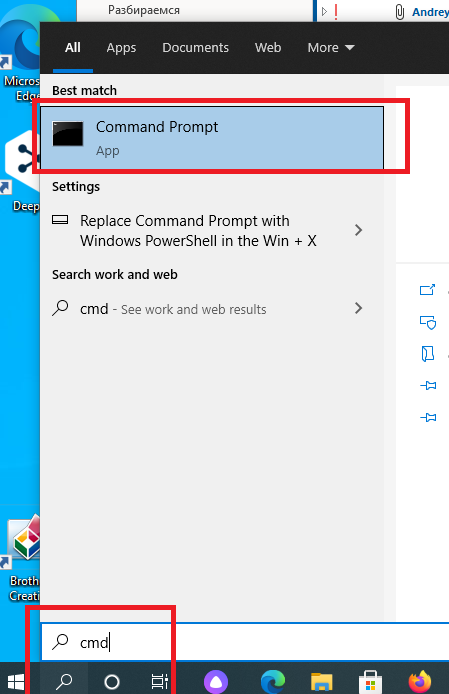 Разбираемся
Andrey
Microso
Edge
All Apps Documents Web More
Best match
Command Prompt
App
Deep
Settings
Replace Command Prompt with
Windows PowerShell in the Win + X
Search work and web
cmd - See work and web results
Broth
Creati
cmd